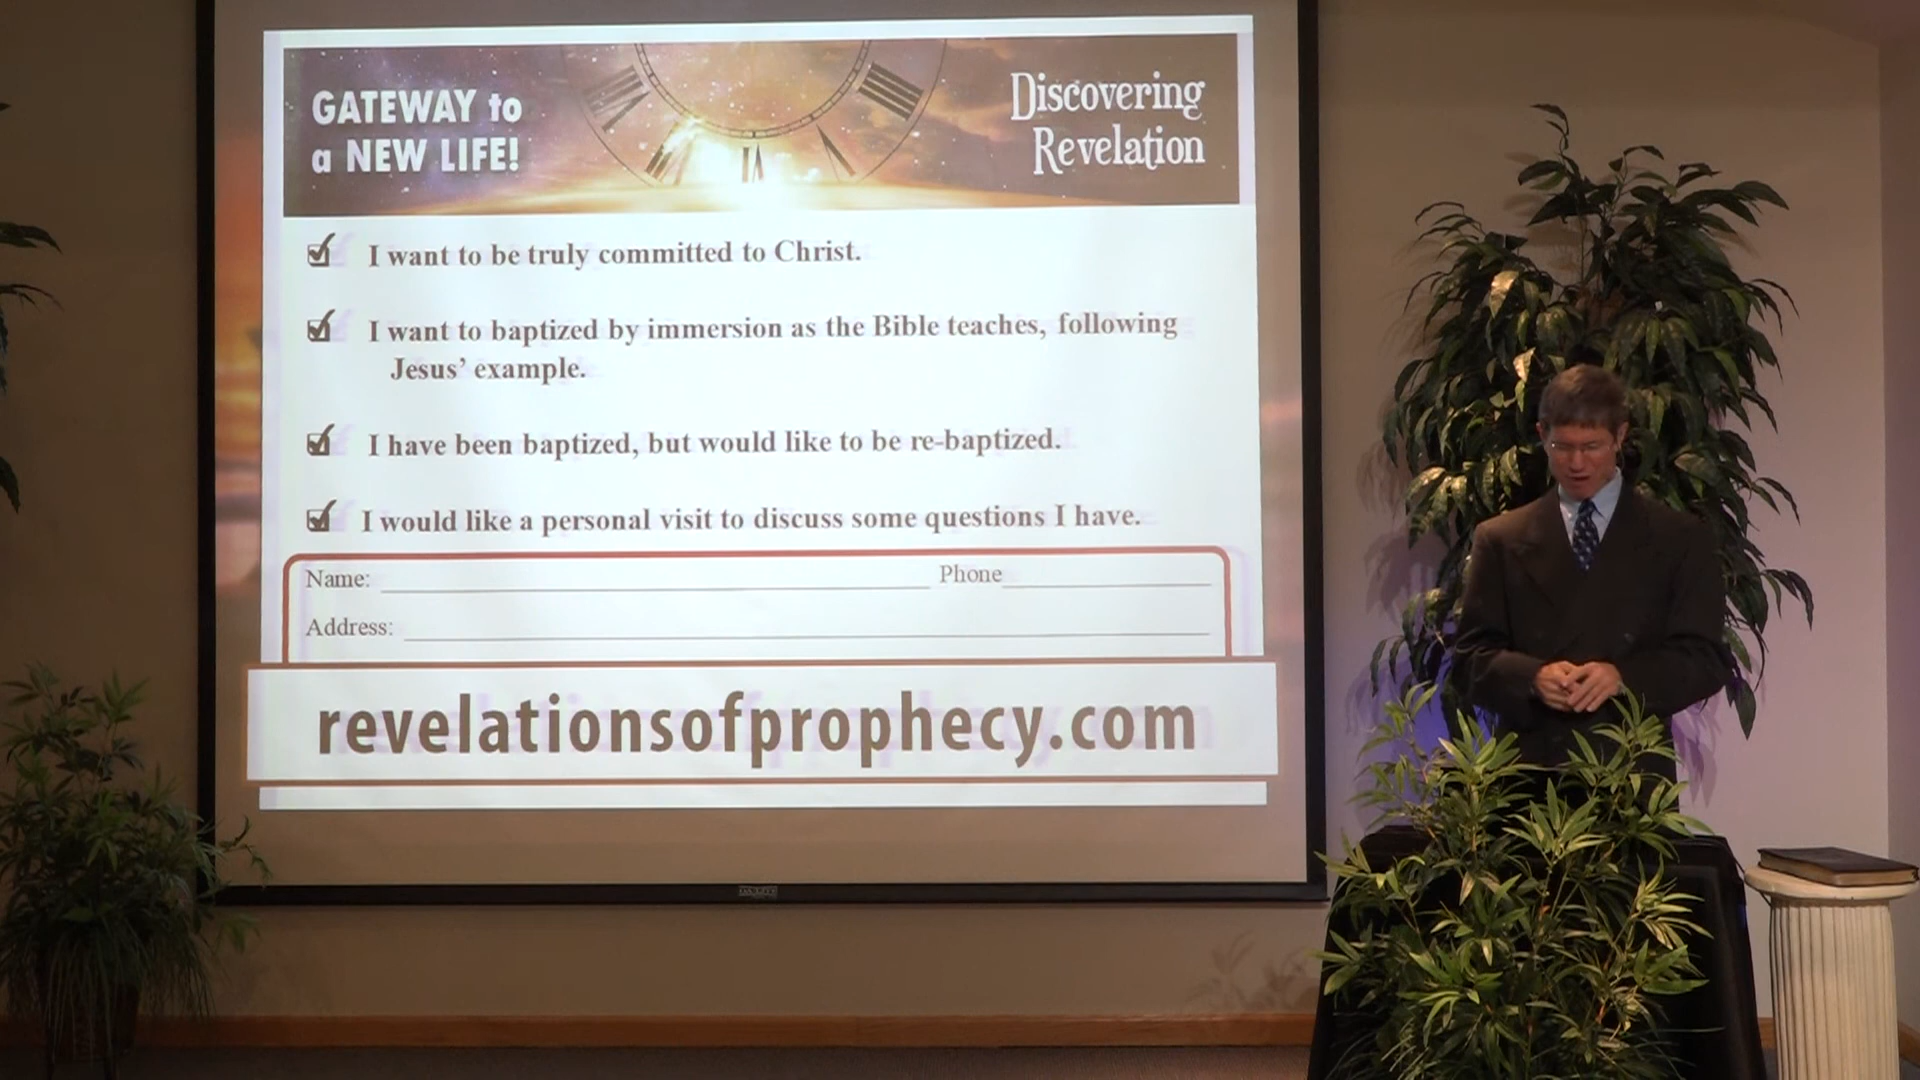 GATEWAY to
a NEW LIFE!
Discovering
Revelation
I want to be truly committed to Christ.
I want to baptized by immersion as the Bible teaches, following
Jesus’ example.
I have been baptized, but would like to be re-baptized.
I would like a personal visit to discuss some questions I have.
Name: Phone
Address:
revelationsofprophecy.com